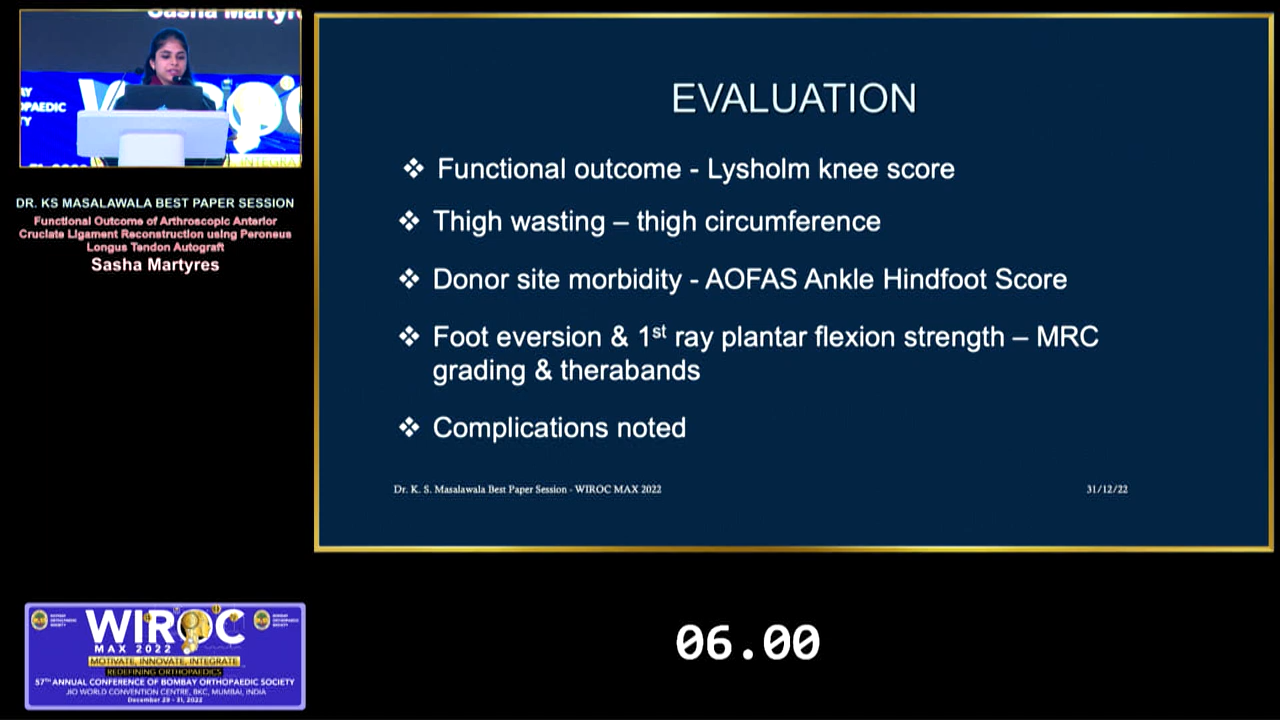 Sasha Martyr
AY
OPAEDIC
TY
INTEGRA
DR. KS MASALAWALA BEST PAPER SESSION
Functional Outcome of Arthroscopic Anterior
Cruciate Ligament Reconstruction using Peroneus
Longus Tendon Autograft
Sasha Martyres
EVALUATION
❖ Functional outcome - Lysholm knee score
❖ Thigh wasting – thigh circumference
❖ Donor site morbidity - AOFAS Ankle Hindfoot Score
❖ Foot eversion & 1st ray plantar flexion strength – MRC
grading & therabands
❖ Complications noted
Dr. K. S. Masalawala Best Paper Session - WIROC MAX 2022 31/12/22
WIROC
MAX 2022
MOTIVATE, INNOVATE, INTEGRATE
REDEFINING ORTHOPAEDICS
57TH ANNUAL CONFERENCE OF BOMBAY ORTHOPAEDIC SOCIETY
JIO WORLD CONVENTION CENTRE, BKC, MUMBAI, INDIA
December 29 - 31, 2022
06.00